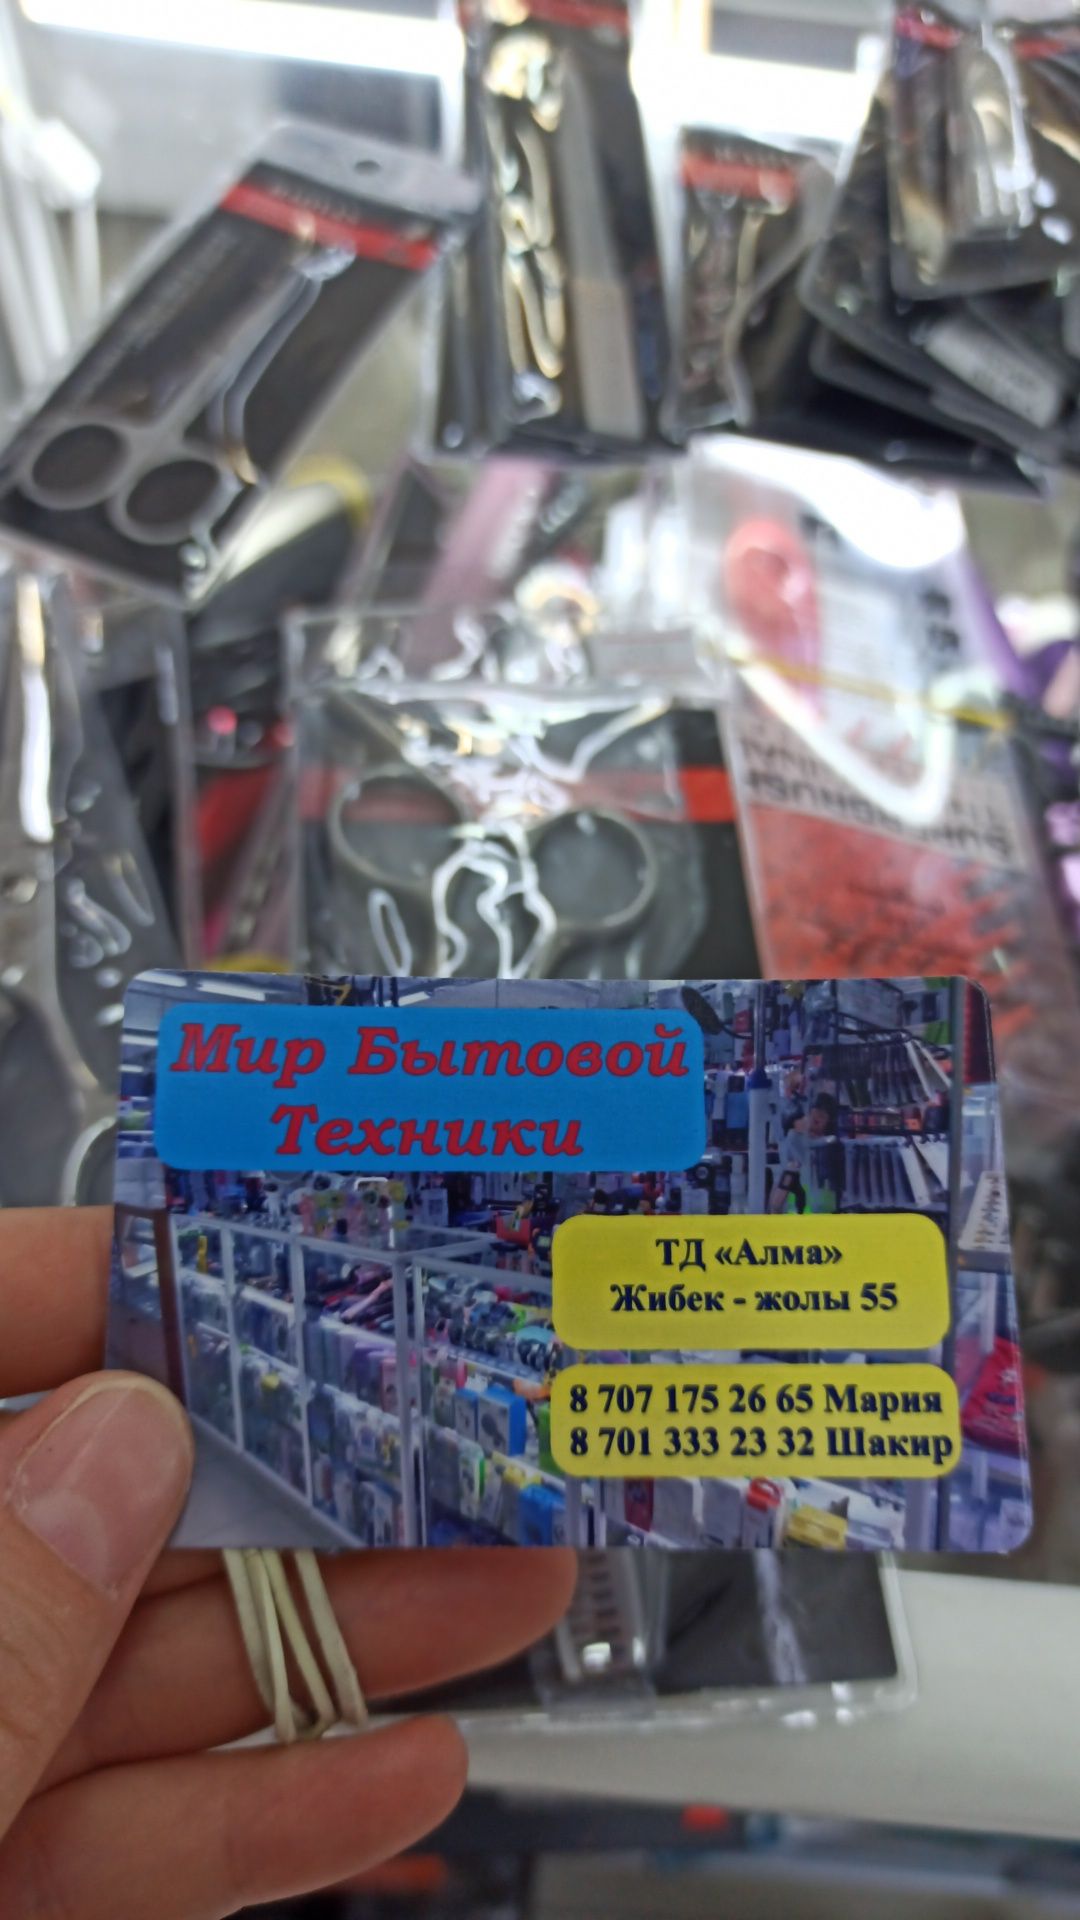 Мир Бытовой
Техники
ТД «Алма»
Жибек - жолы 55
8 707 175 26 65 Мария
8 701 333 23 32 Шакир